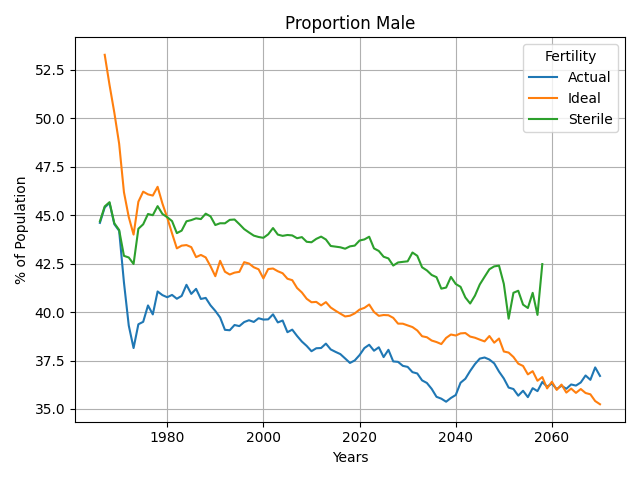 Proportion Male
Fertility
Actual
Ideal
Sterile
% of Population
52.5
50.0
47.5
45.0
42.5
40.0
37.5
35.0
1980
2000
2020
2040
2060
Years